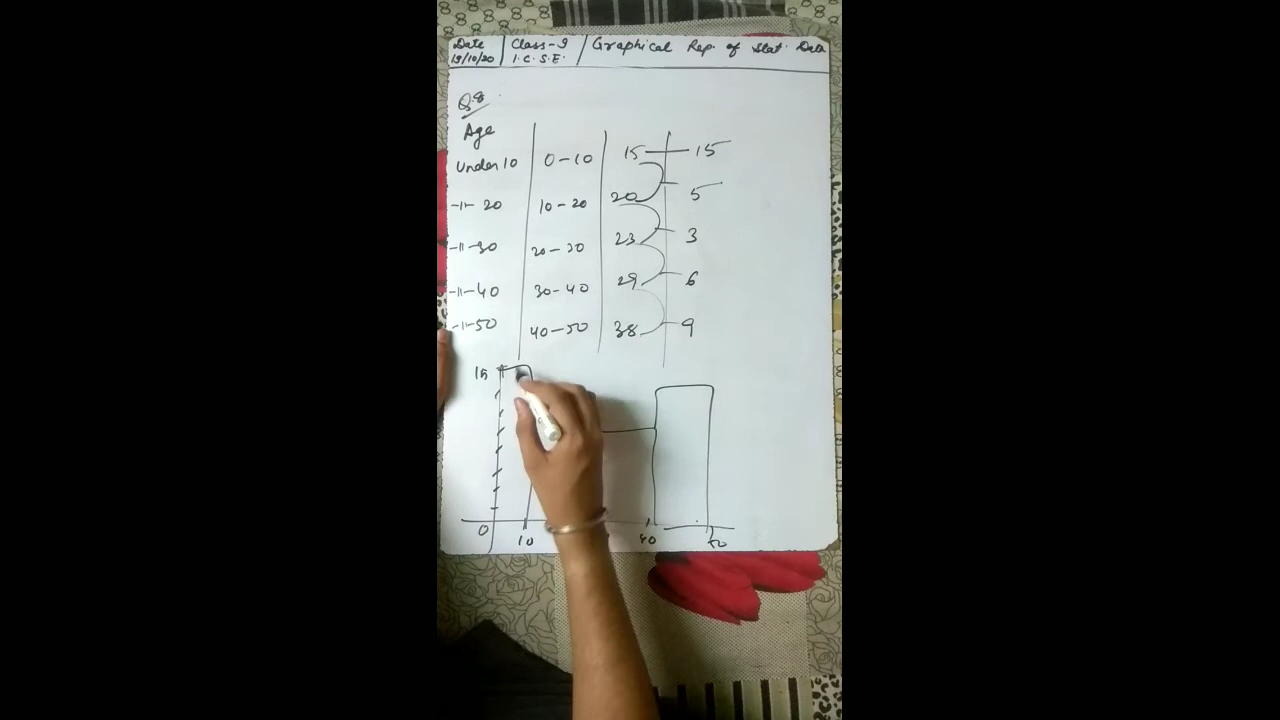 Date | Class-9 / Graphical Rep. of Stat. Data
19/10/20 | I.C.S.E.
Q.8
Age
Under 10 0-10 15 15
-11- 20 10-20 20 5
-11-30 20-30 23 3
-11-40 30-40 29 6
-11-50 40-50 38 9
15
0 10 40 50